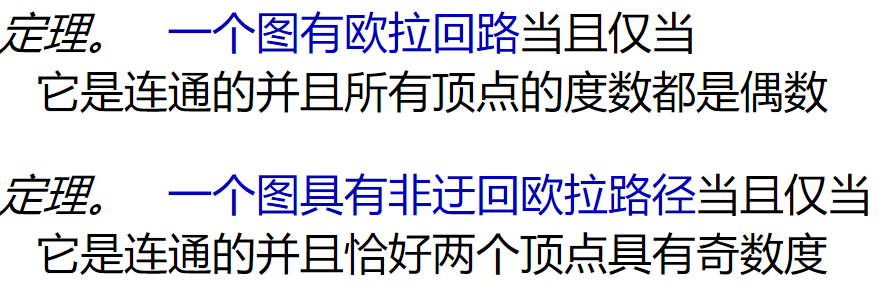 定理。 一个图有欧拉回路当且仅当
它是连通的并且所有顶点的度数都是偶数
定理。 一个图具有非迂回欧拉路径当且仅当
它是连通的并且恰好两个顶点具有奇数度